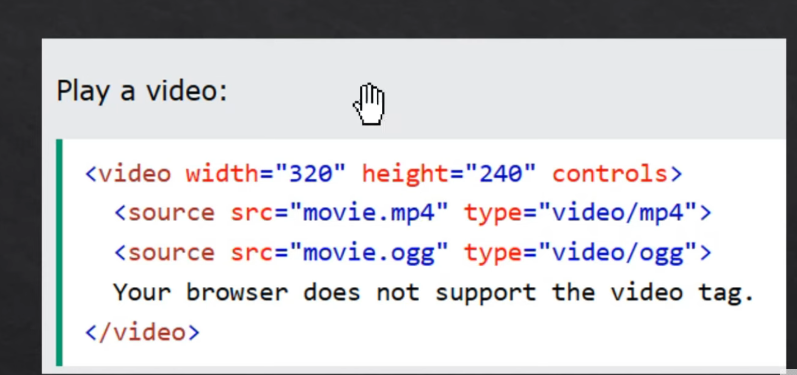 Play a video:
<video width="320" height="240" controls>
<source src="movie.mp4" type="video/mp4">
<source src="movie.ogg" type="video/ogg">
Your browser does not support the video tag.
</video>